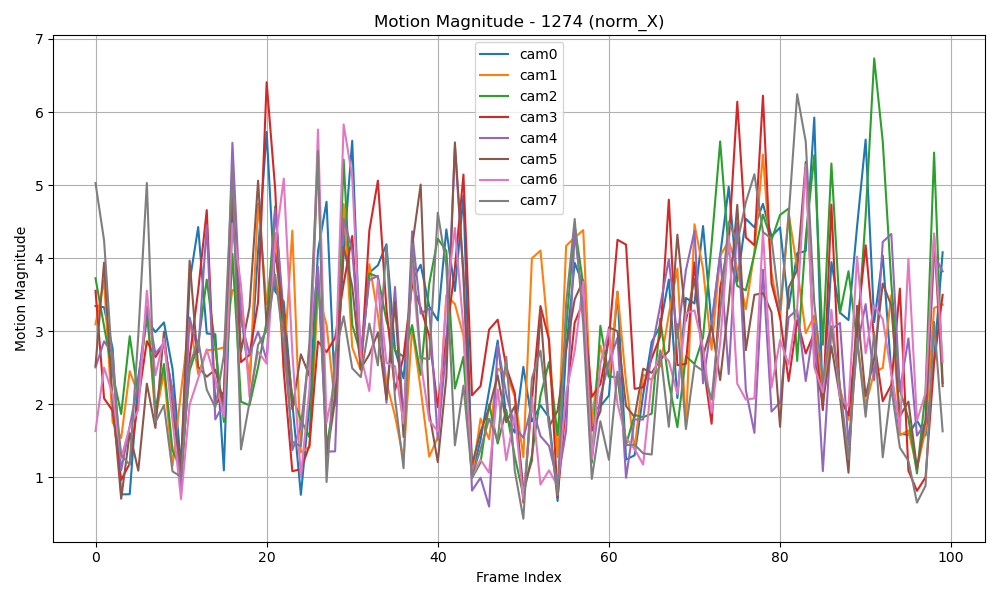 Motion Magnitude - 1274 (norm_X)
7
6
5
4
3
2
1
Motion Magnitude
cam0
cam1
cam2
cam3
cam4
cam5
cam6
cam7
0
20
40
60
80
100
Frame Index